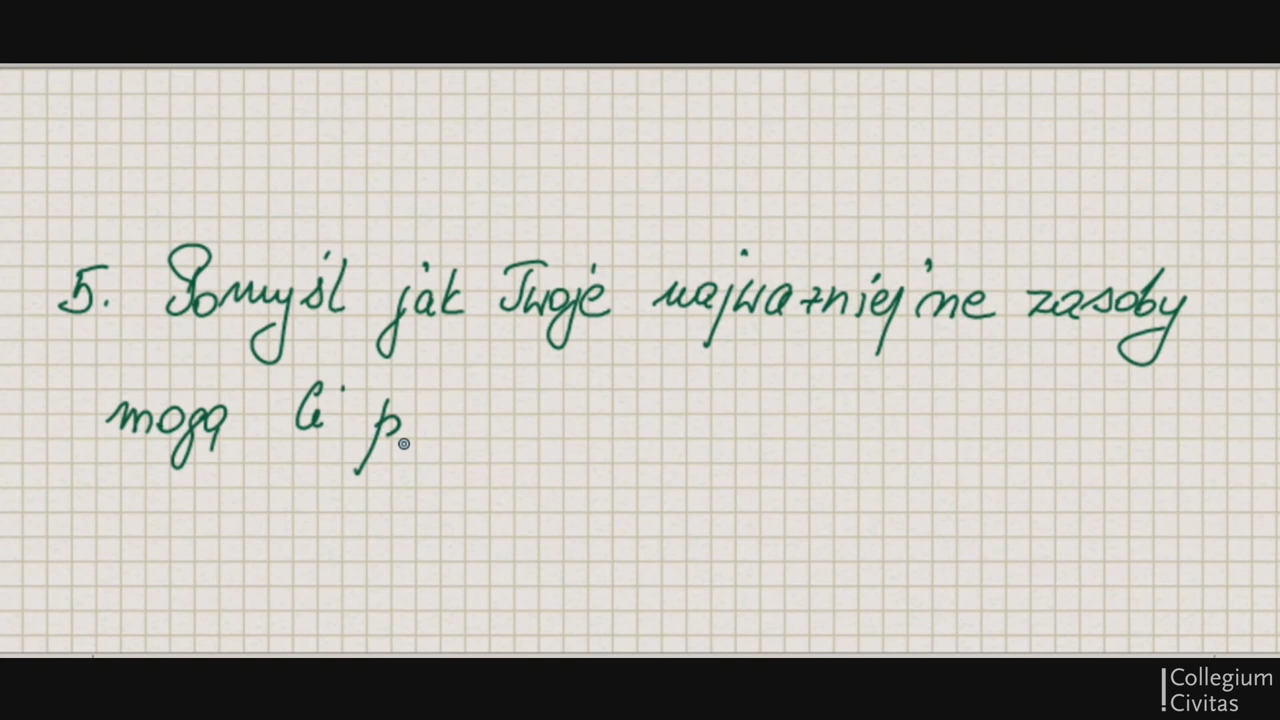 5. Pomyśl jak Twoje najważniejsze zasoby
mogą Ci p
Collegium
Civitas